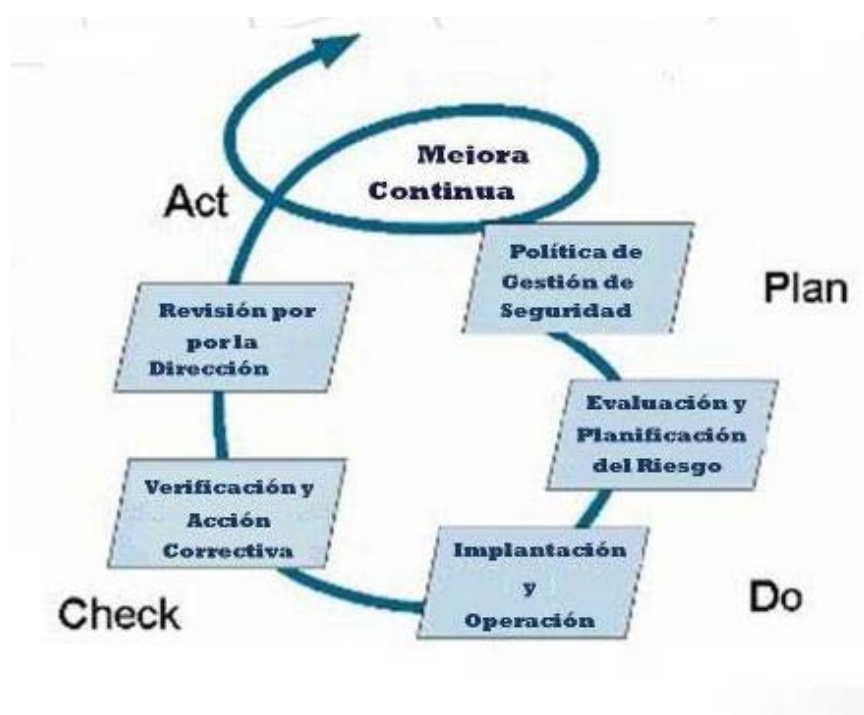 Mejora
Continua
Act
Política de
Gestión de
Seguridad
Plan
Revisión por
por la
Dirección
Evaluación y
Planificación
del Riesgo
Verificación y
Acción
Correctiva
Implantación
y
Operación
Do
Check